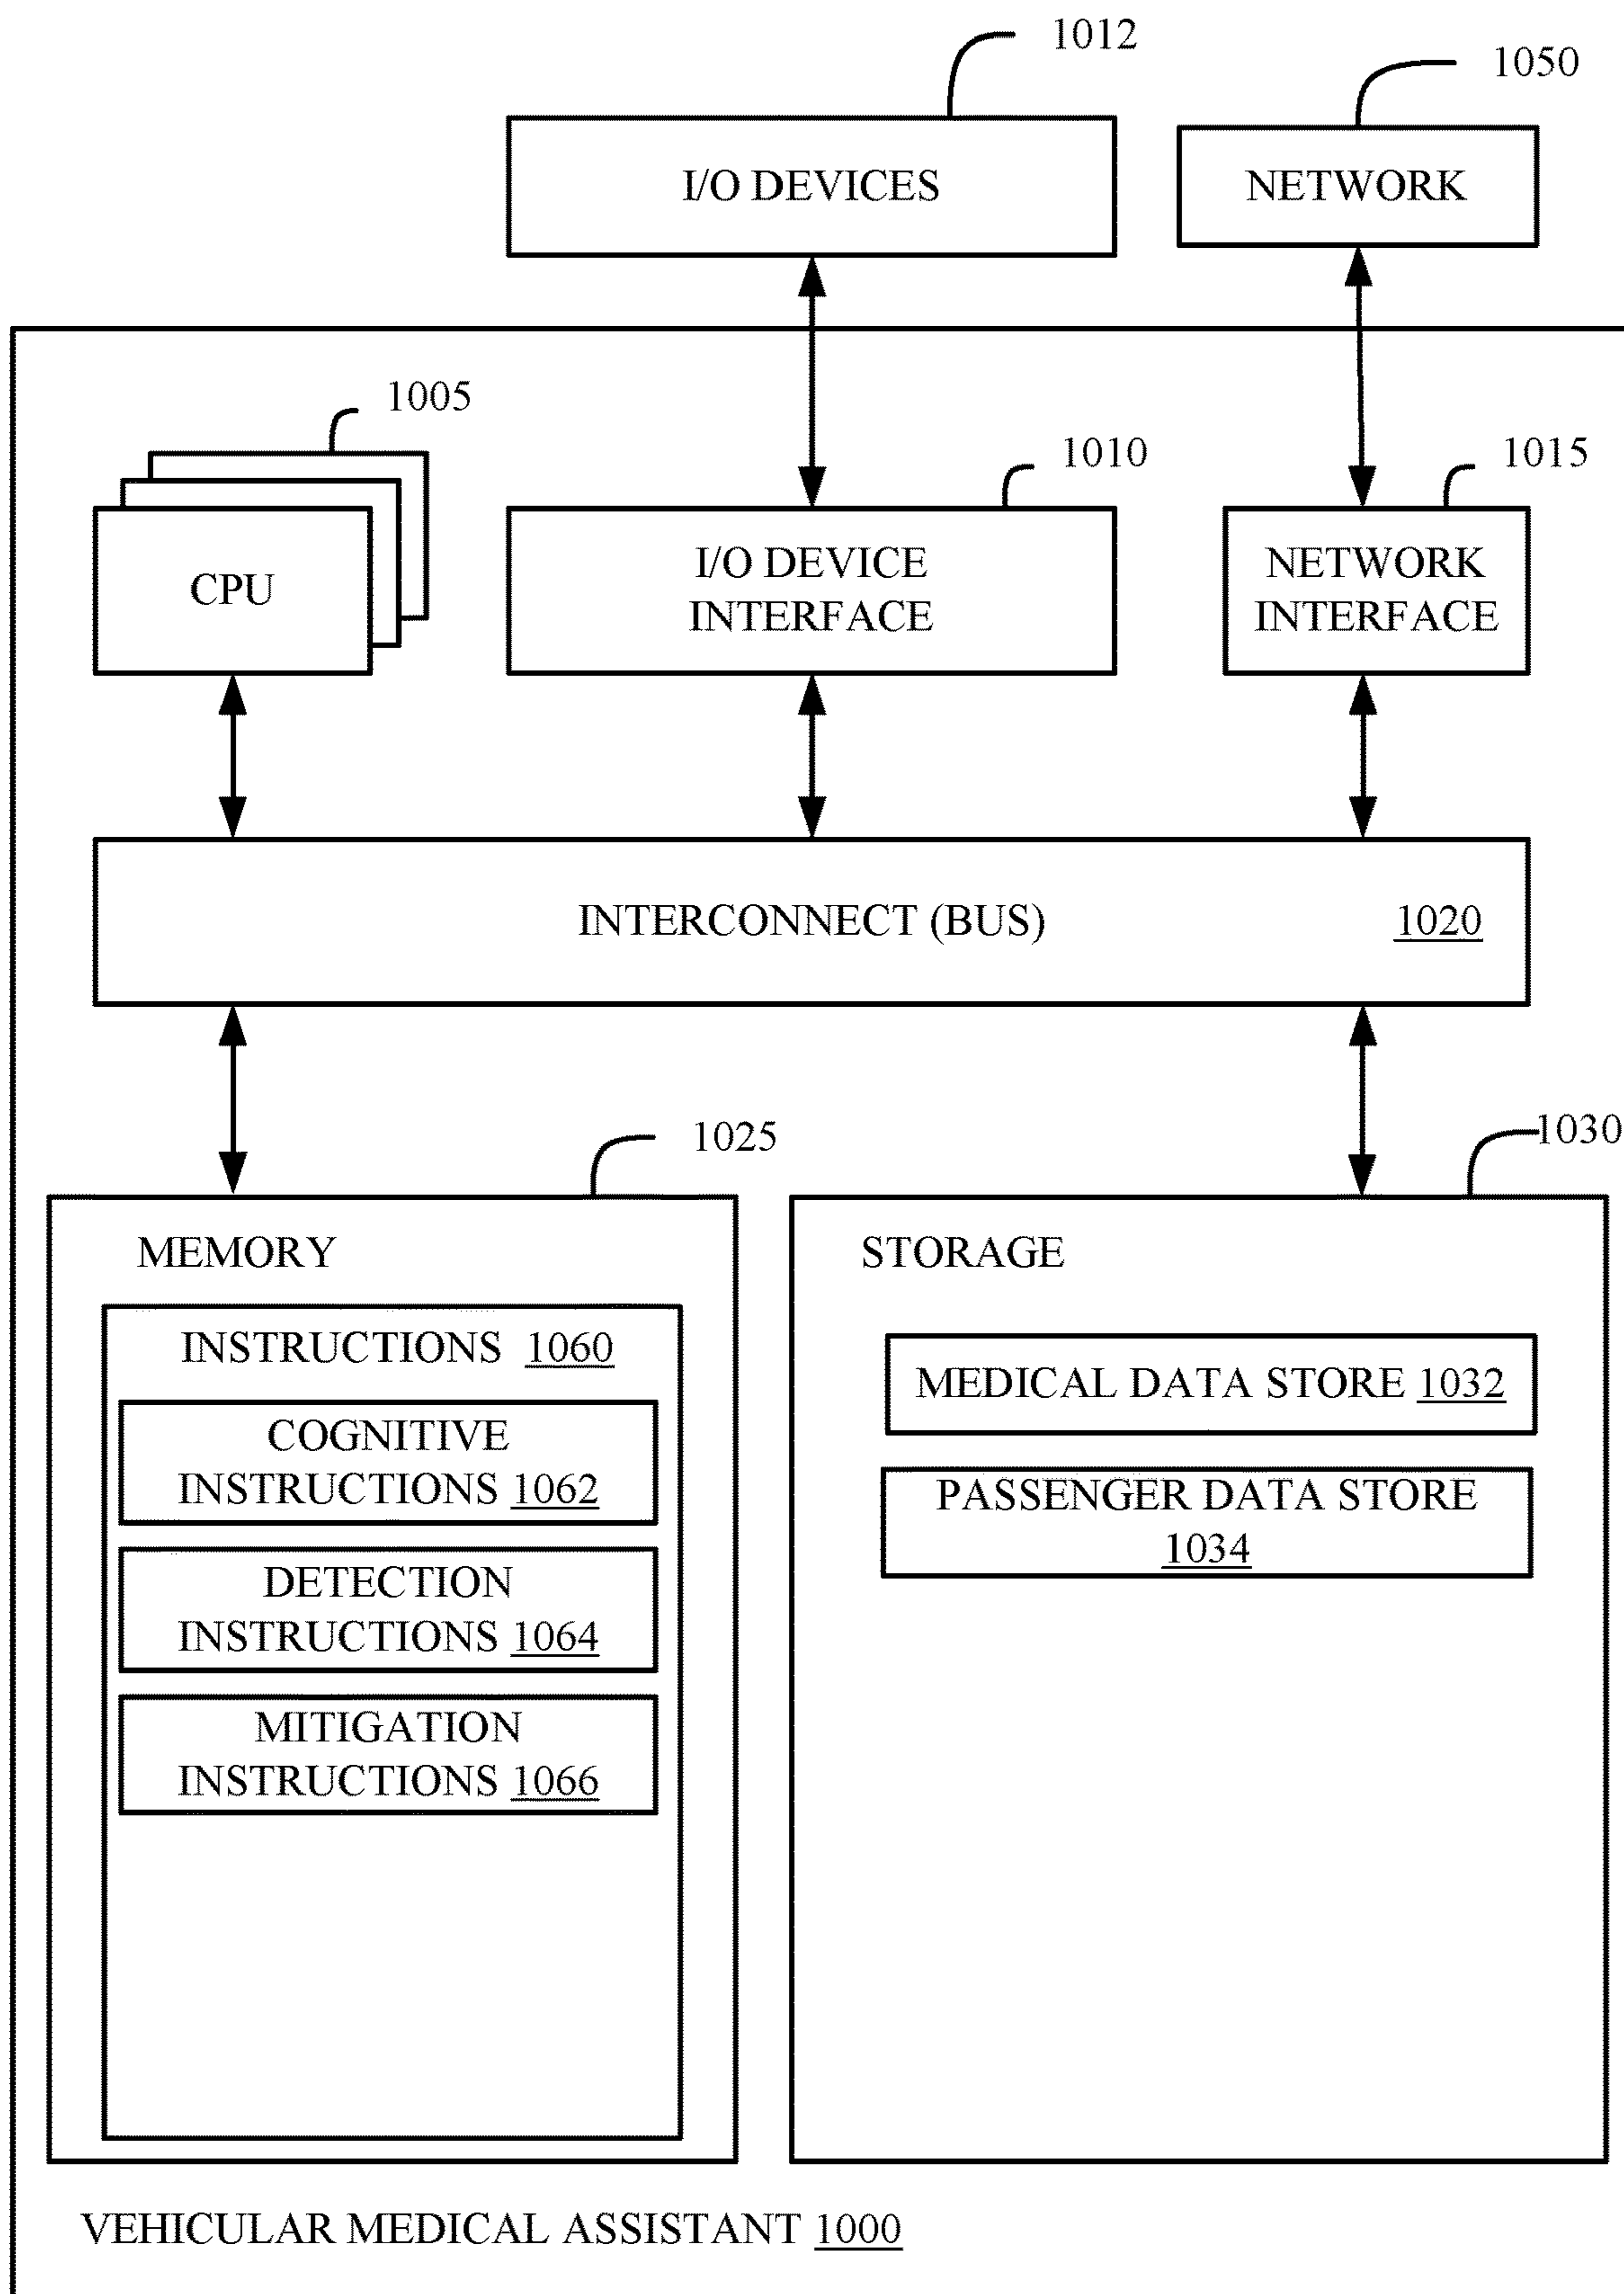 1012
1050
I/O DEVICES
NETWORK
1005
1010
1015
CPU
I/O DEVICE
INTERFACE
NETWORK
INTERFACE
INTERCONNECT (BUS)
1020
1025
1030
MEMORY
INSTRUCTIONS 1060
COGNITIVE
INSTRUCTIONS 1062
DETECTION
INSTRUCTIONS 1064
MITIGATION
INSTRUCTIONS 1066
STORAGE
MEDICAL DATA STORE 1032
PASSENGER DATA STORE
1034
VEHICULAR MEDICAL ASSISTANT 1000